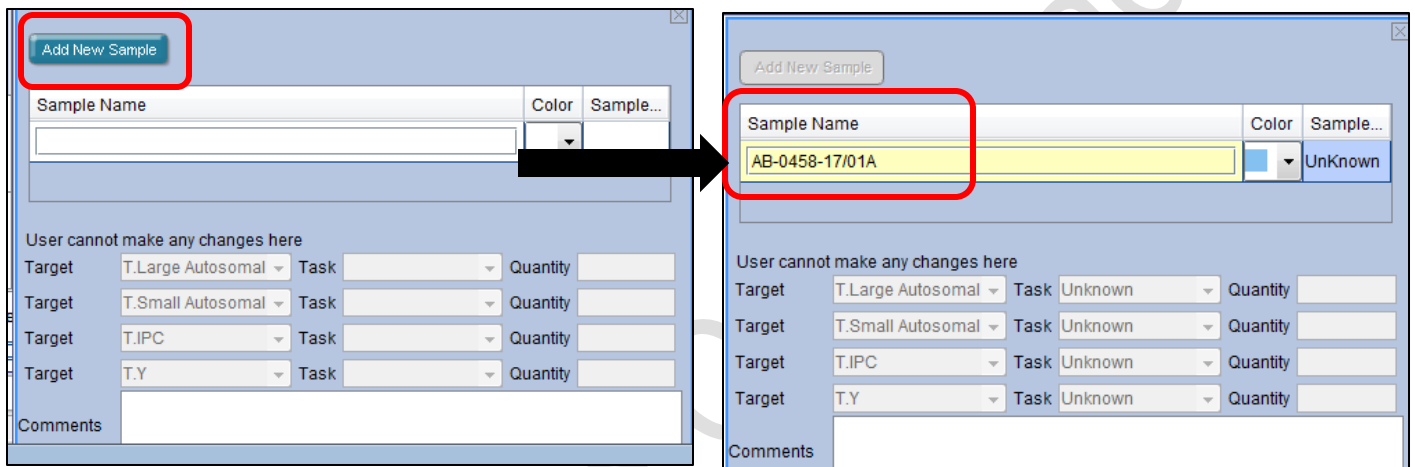 Add New Sample
Sample Name Color Sample...
User cannot make any changes here
Target T.Large Autosomal Task Quantity
Target T.Small Autosomal Task Quantity
Target T.IPC Task Quantity
Target T.Y Task Quantity
Comments
Add New Sample
Sample Name Color Sample...
AB-0458-17/01A UnKnown
User cannot make any changes here
Target T.Large Autosomal Task Unknown Quantity
Target T.Small Autosomal Task Unknown Quantity
Target T.IPC Task Unknown Quantity
Target T.Y Task Unknown Quantity
Comments